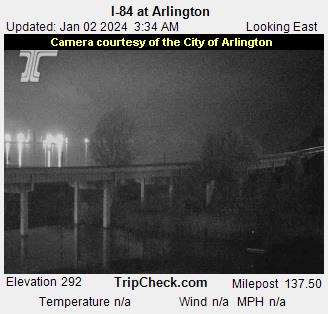 I-84 at Arlington
Updated: Jan 02 2024 3:34 AM Looking East
Camera courtesy of the City of Arlington
Elevation 292 TripCheck.com Milepost 137.50
Temperature n/a Wind n/a MPH n/a